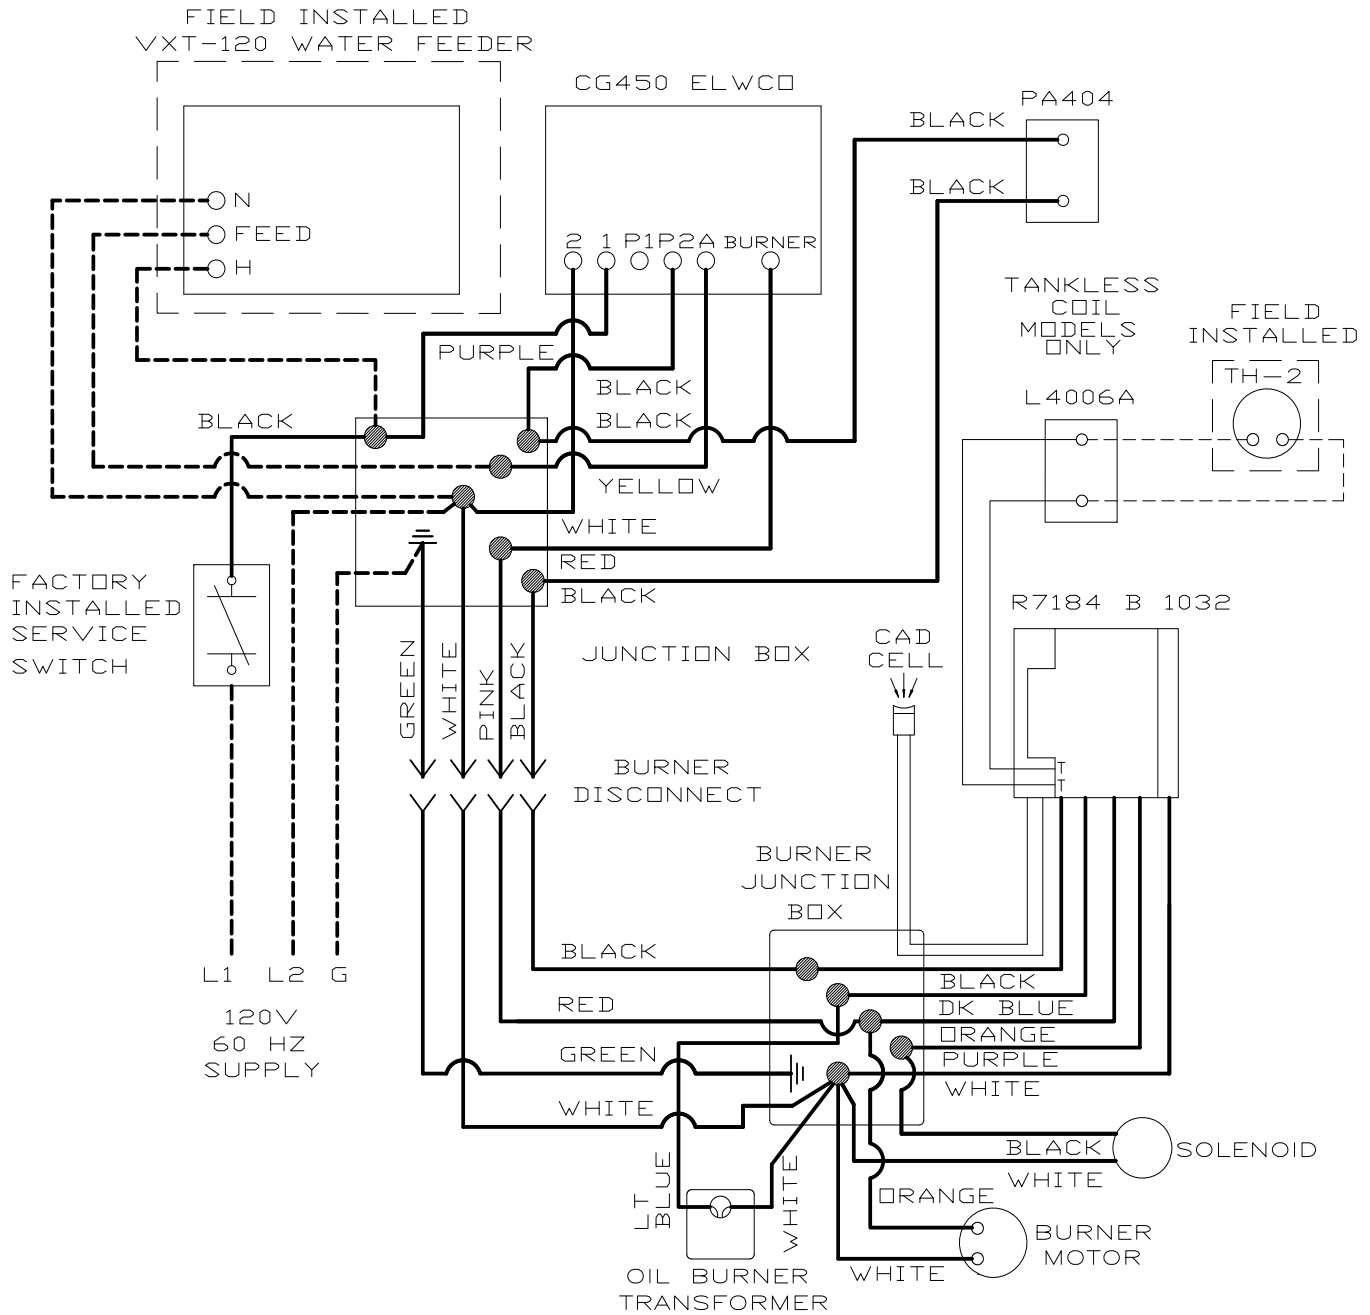 FIELD INSTALLED
VXT-120 WATER FEEDER
N
FEED
H
CG450 ELWCO
2 1 P1 P2 A BURNER
PA404
BLACK
BLACK
PURPLE
BLACK
BLACK
BLACK
YELLOW
WHITE
RED
BLACK
TANKLESS
COIL
MODELS
ONLY
L4006A
FIELD
INSTALLED
TH-2
FACTORY
INSTALLED
SERVICE
SWITCH
JUNCTION BOX
GREEN
WHITE
PINK
BLACK
CAD
CELL
R7184 B 1032
T
T
BURNER
DISCONNECT
BURNER
JUNCTION
BOX
L1 L2 G
120V
60 HZ
SUPPLY
BLACK
RED
GREEN
WHITE
BLACK
DK BLUE
ORANGE
PURPLE
WHITE
BLACK
WHITE
SOLENOID
LT
BLUE
WHITE
ORANGE
WHITE
BURNER
MOTOR
OIL BURNER
TRANSFORMER